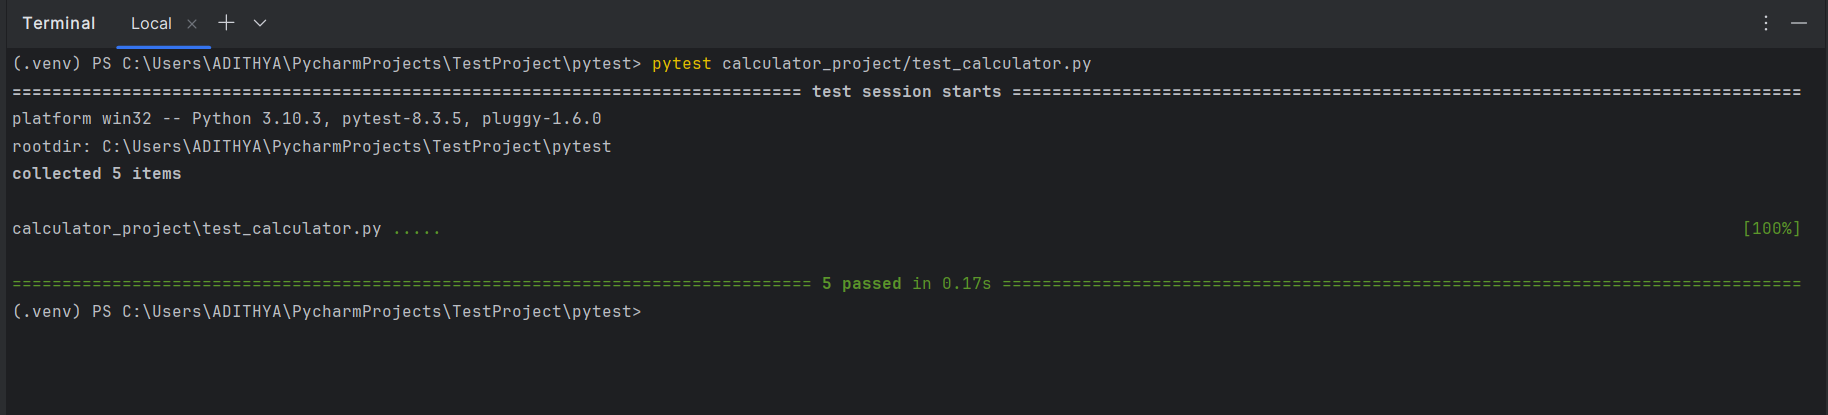 Terminal Local
(.venv) PS C:\Users\ADITHYA\PycharmProjects\TestProject\pytest> pytest calculator_project/test_calculator.py
=============================================================================== test session starts ===============================================================================
platform win32 -- Python 3.10.3, pytest-8.3.5, pluggy-1.6.0
rootdir: C:\Users\ADITHYA\PycharmProjects\TestProject\pytest
collected 5 items
calculator_project\test_calculator.py ..... [100%]
================================================================================ 5 passed in 0.17s ================================================================================
(.venv) PS C:\Users\ADITHYA\PycharmProjects\TestProject\pytest>